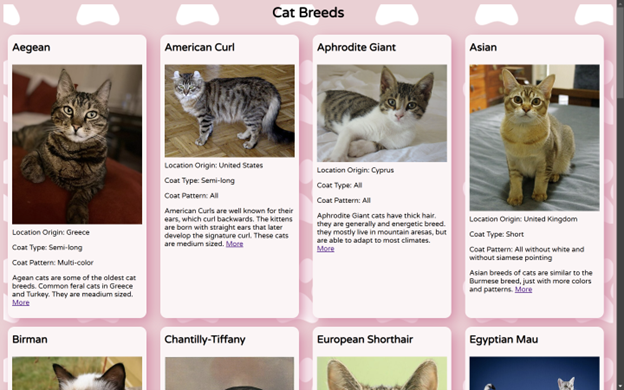 Cat Breeds
Aegean
Location Origin: Greece
Coat Type: Semi-long
Coat Pattern: Multi-color
Agean cats are some of the oldest cat
breeds. Common feral cats in Greece
and Turkey. They are meadium sized.
More
American Curl
Location Origin: United States
Coat Type: Semi-long
Coat Pattern: All
American Curls are well known for their
ears, which curl backwards. The kittens
are born with straight ears that later
develop the signature curl. These cats
are medium sized. More
Aphrodite Giant
Location Origin: Cyprus
Coat Type: All
Coat Pattern: All
Aphrodite Giant cats have thick hair.
they are generally and energetic breed.
they mostly live in mountain aresas, but
are able to adapt to most climates.
More
Asian
Location Origin: United Kingdom
Coat Type: Short
Coat Pattern: All without white and
without siamese pointing
Asian breeds of cats are similar to the
Burmese breed, just with more colors
and patterns. More
Birman
Chantilly-Tiffany
European Shorthair
Egyptian Mau